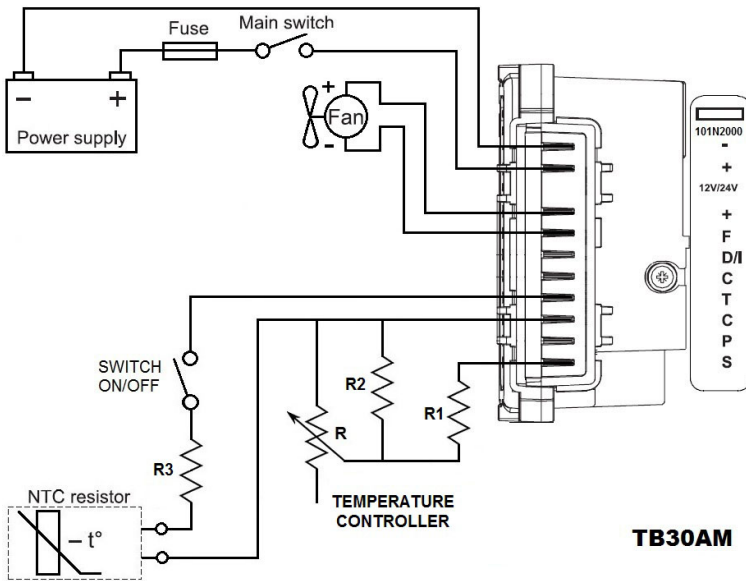 Fuse
Main switch
− +
Power supply
+
Fan
-
101N2000
-
+
12V/24V
+
F
D/I
C
T
C
P
S
SWITCH
ON/OFF
R2
R1
R
R3
NTC resistor
– t°
TEMPERATURE
CONTROLLER
TB30AM